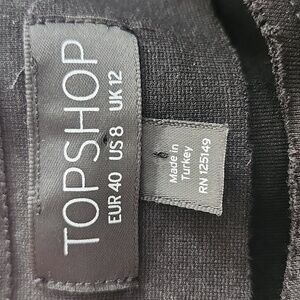 TOPSHOP
EUR 40 US 8 UK 12
Made in
Turkey
RN 125149